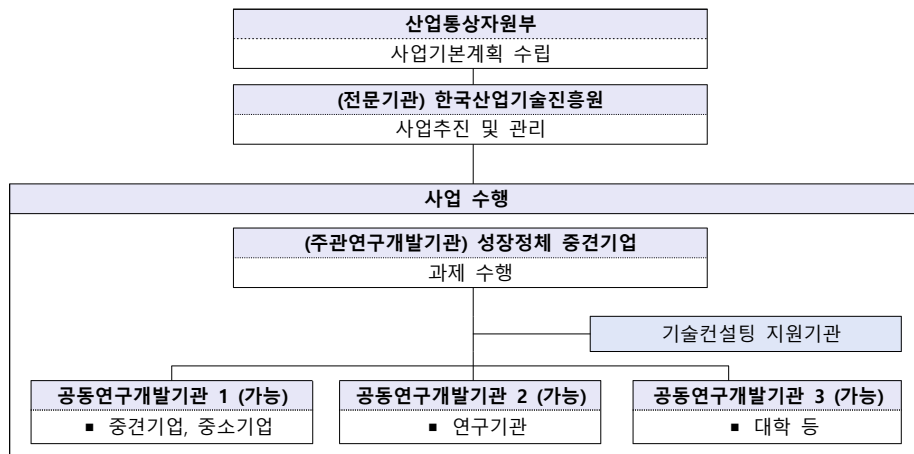 산업통상자원부
사업기본계획 수립
(전문기관) 한국산업기술진흥원
사업추진 및 관리
사업 수행
(주관연구개발기관) 성장정체 중견기업
과제 수행
기술컨설팅 지원기관
공동연구개발기관 1 (가능)
▪ 중견기업, 중소기업
공동연구개발기관 2 (가능)
▪ 연구기관
공동연구개발기관 3 (가능)
▪ 대학 등